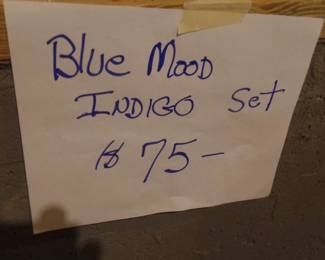 Blue Mood
Indigo Set
$ 75-